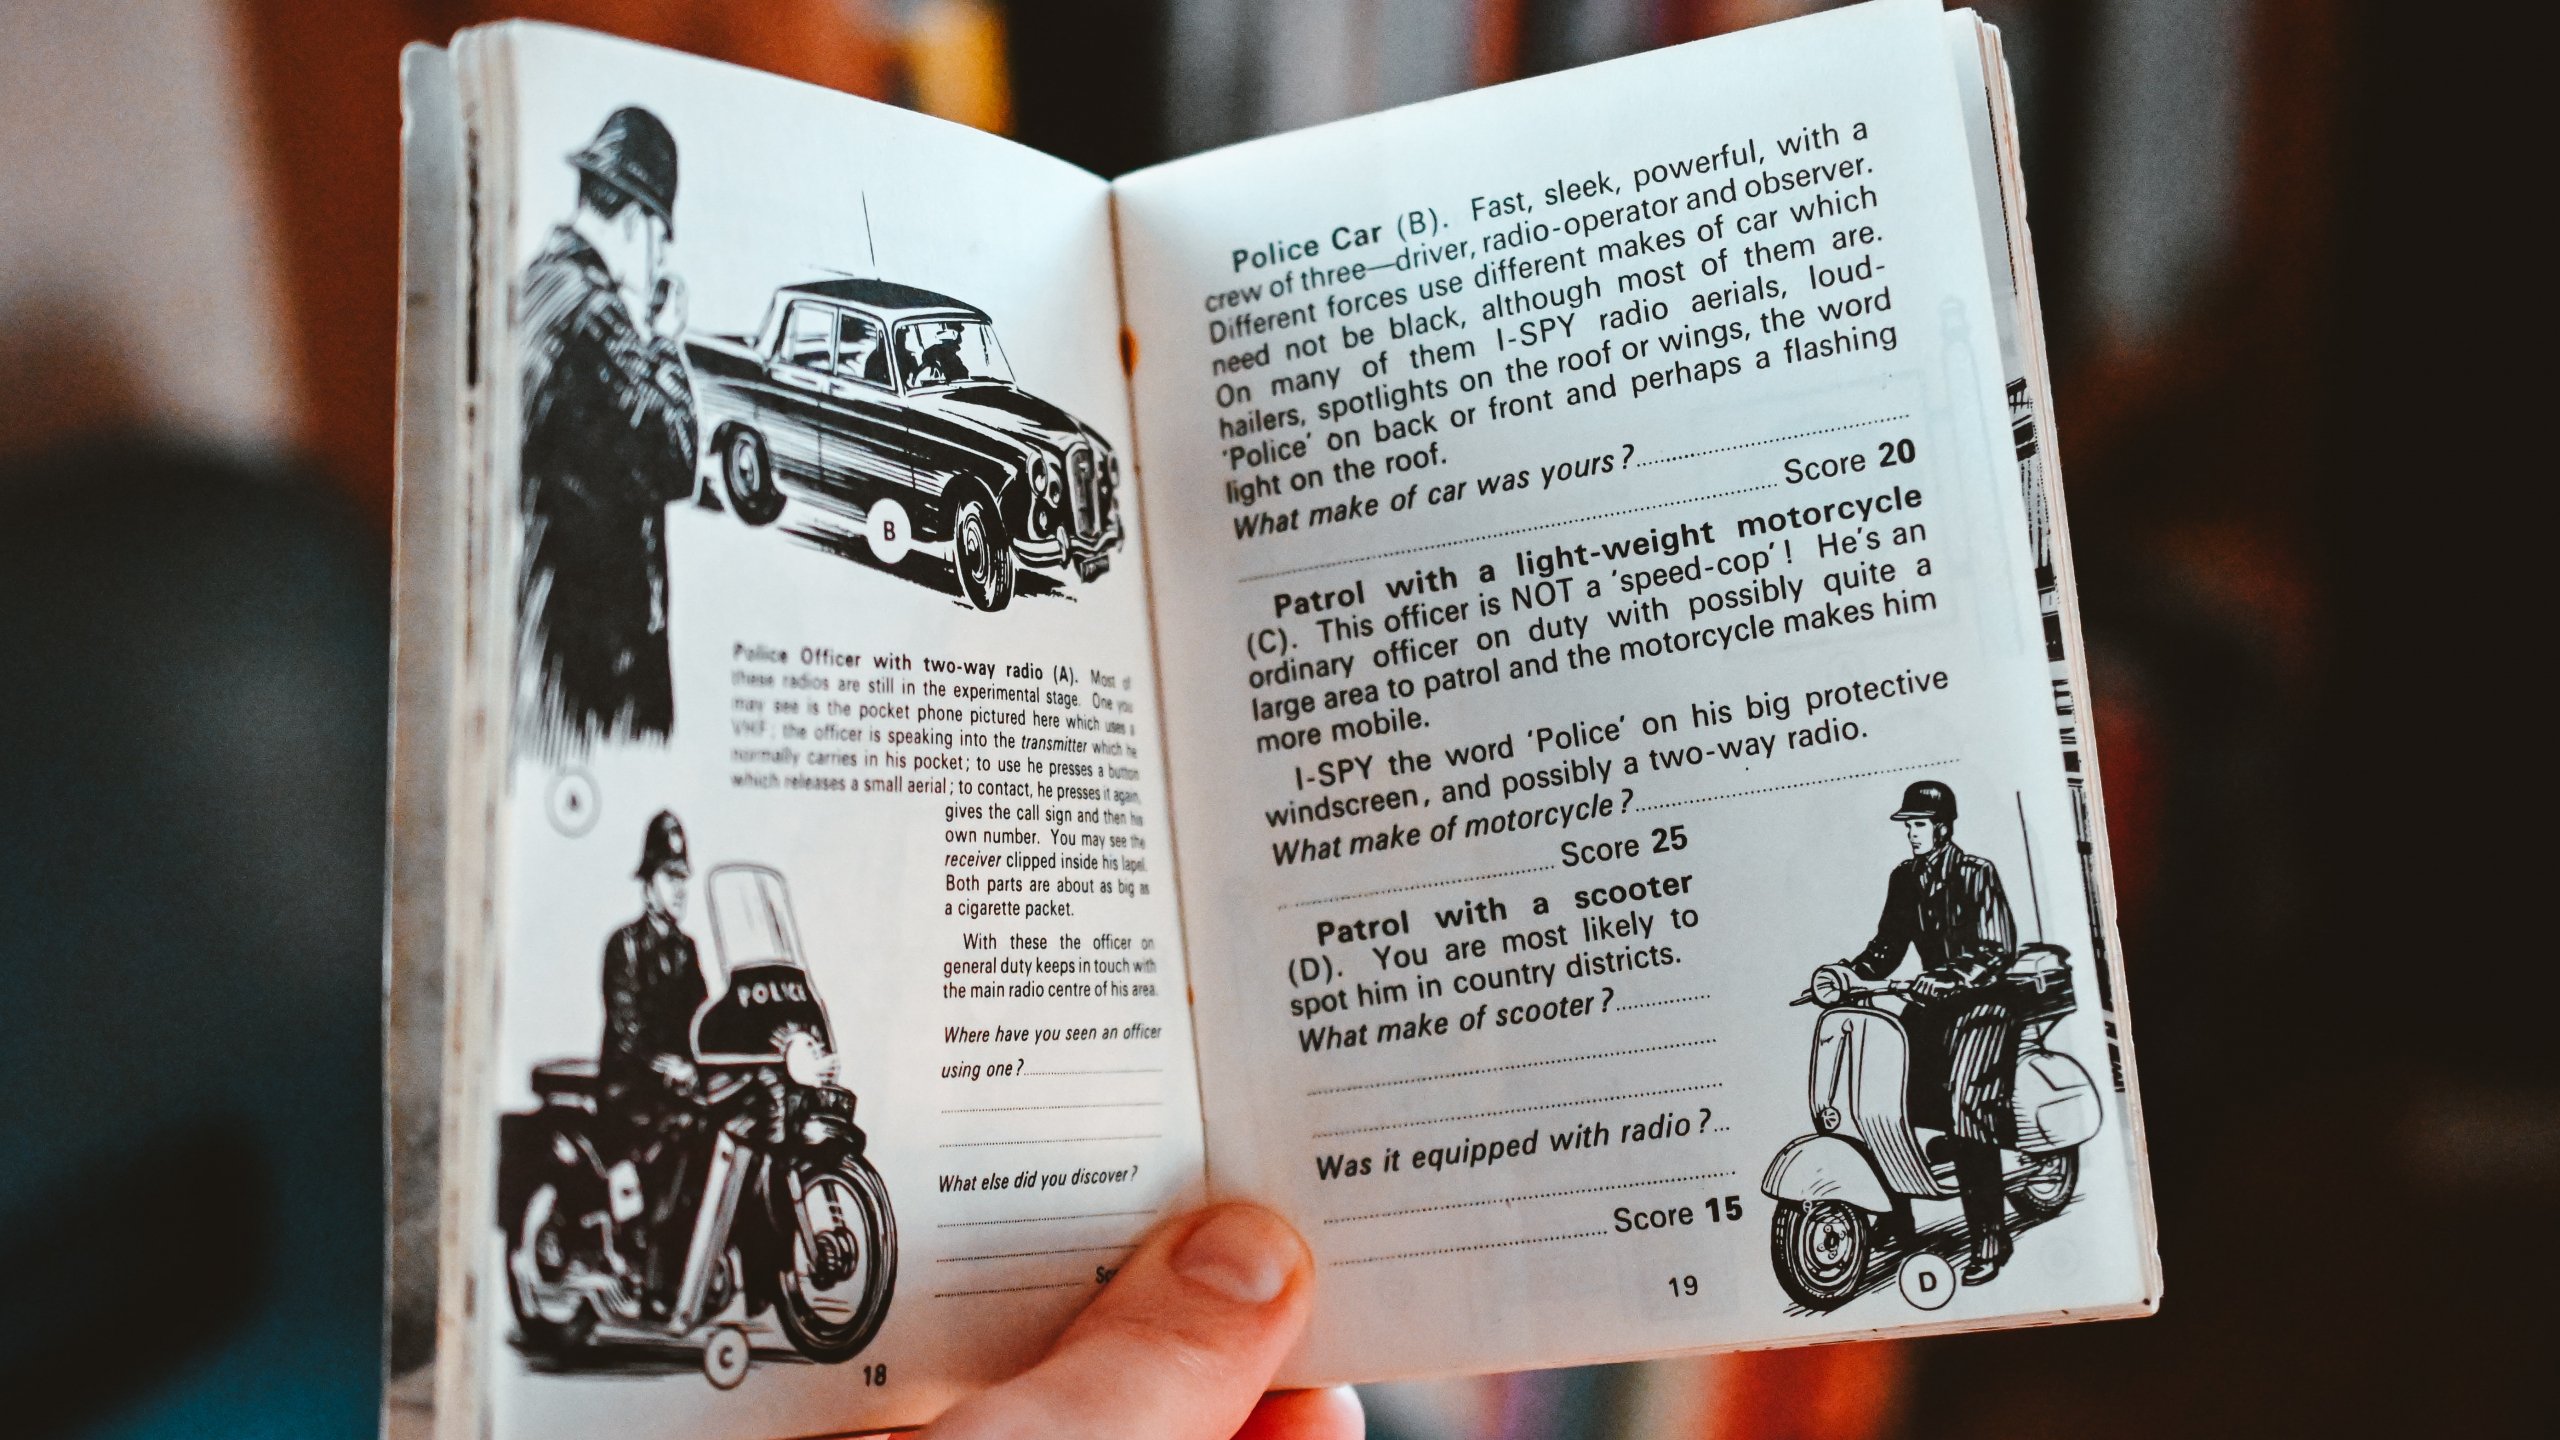 B
Police Officer with two-way radio (A). Most of
these radios are still in the experimental stage. One you
may see is the pocket phone pictured here which uses a
VHF; the officer is speaking into the transmitter which he
normally carries in his pocket; to use he presses a button
which releases a small aerial; to contact, he presses it again,
gives the call sign and then his
own number. You may see the
receiver clipped inside his lapel.
Both parts are about as big as
a cigarette packet.
With these the officer on
general duty keeps in touch with
the main radio centre of his area.
Where have you seen an officer
using one?
What else did you discover?
A
POLICE
C
18
Police Car (B). Fast, sleek, powerful, with a
crew of three—driver, radio-operator and observer.
Different forces use different makes of car which
need not be black, although most of them are.
On many of them I-SPY radio aerials, loud-
hailers, spotlights on the roof or wings, the word
'Police' on back or front and perhaps a flashing
light on the roof.
What make of car was yours?
Score 20
Patrol with a light-weight motorcycle
(C). This officer is NOT a 'speed-cop'! He's an
ordinary officer on duty with possibly quite a
large area to patrol and the motorcycle makes him
more mobile.
I-SPY the word 'Police' on his big protective
windscreen, and possibly a two-way radio.
What make of motorcycle?
Score 25
Patrol with a scooter
(D). You are most likely to
spot him in country districts.
What make of scooter?
Was it equipped with radio?
Score 15
19
D